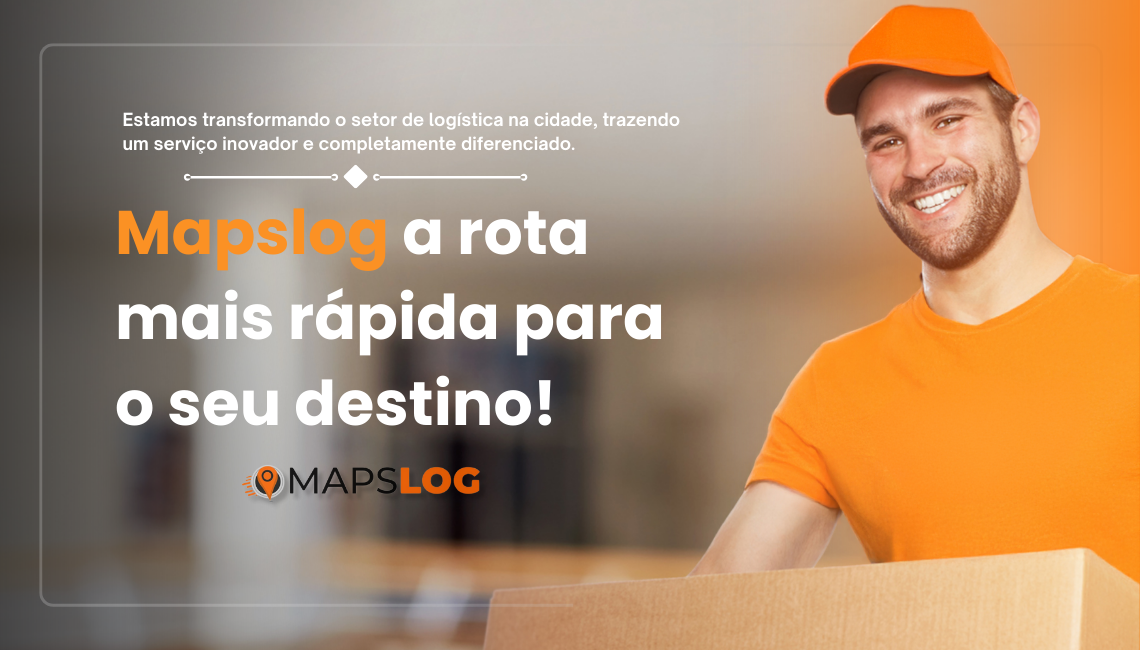 Estamos transformando o setor de logística na cidade, trazendo
um serviço inovador e completamente diferenciado.
Mapslog a rota
mais rápida para
o seu destino!
MAPSLOG